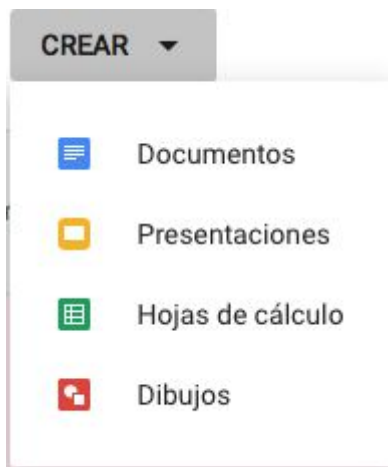 CREAR
Documentos
Presentaciones
Hojas de cálculo
Dibujos